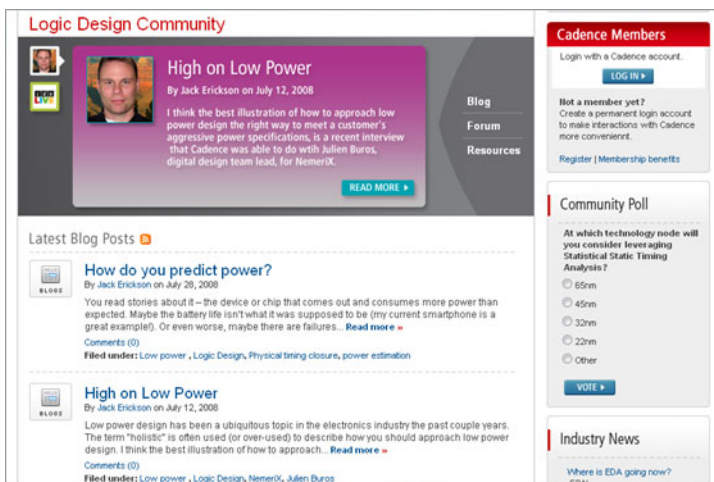 Logic Design Community
High on Low Power
By Jack Erickson on July 12, 2008
I think the best illustration of how to approach low
power design the right way to meet a customer's
aggressive power specifications, is a recent interview
that Cadence was able to do wtih Julien Buros,
digital design team lead, for NemeriX.
READ MORE
Blog
Forum
Resources
Latest Blog Posts
BLOGS
How do you predict power?
By Jack Erickson on July 28, 2008
You read stories about it – the device or chip that comes out and consumes more power than
expected. Maybe the battery life isn't what it was supposed to be (my current smartphone is a
great example!). Or even worse, maybe there are failures... Read more »
Comments (0)
Filed under: Low power , Logic Design, Physical timing closure, power estimation
BLOGS
High on Low Power
By Jack Erickson on July 12, 2008
Low power design has been a ubiquitous topic in the electronics industry the past couple years.
The term "holistic" is often used (or over-used) to describe how you should approach low power
design. I think the best illustration of how to approach... Read more »
Comments (0)
Filed under: Low power , Logic Design, NemeriX, Julien Buros
Cadence Members
Login with a Cadence account.
LOG IN
Not a member yet?
Create a permanent login account
to make interactions with Cadence
more conveniennt.
Register | Membership benefits
Community Poll
At which technology node will
you consider leveraging
Statistical Static Timing
Analysis?
65nm
45nm
32nm
22nm
Other
VOTE
Industry News
Where is EDA going now?